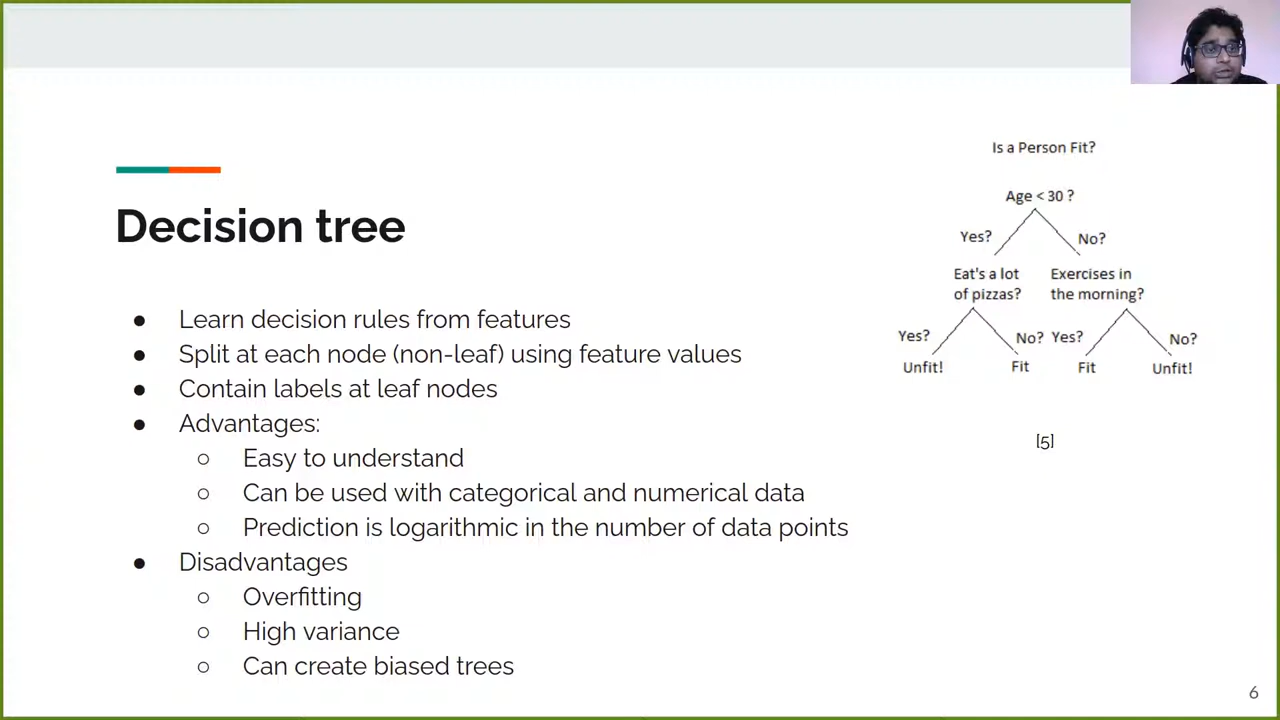 Decision tree
● Learn decision rules from features
● Split at each node (non-leaf) using feature values
● Contain labels at leaf nodes
● Advantages:
○ Easy to understand
○ Can be used with categorical and numerical data
○ Prediction is logarithmic in the number of data points
● Disadvantages
○ Overfitting
○ High variance
○ Can create biased trees
Is a Person Fit?
Age < 30 ?
Yes? No?
Eat's a lot Exercises in
of pizzas? the morning?
Yes? No? Yes? No?
Unfit! Fit Fit Unfit!
[5]
6